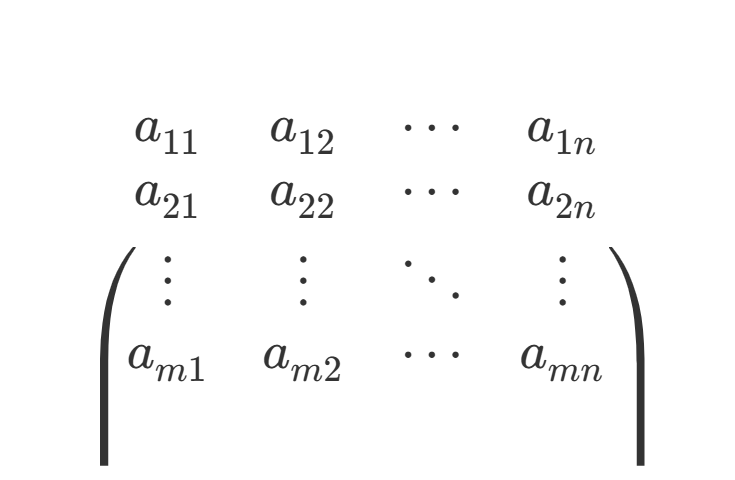 a₁₁ a₁₂ ⋯ a₁ₙ
a₂₁ a₂₂ ⋯ a₂ₙ
⋮ ⋮ ⋱ ⋮
aₘ₁ aₘ₂ ⋯ aₘₙ